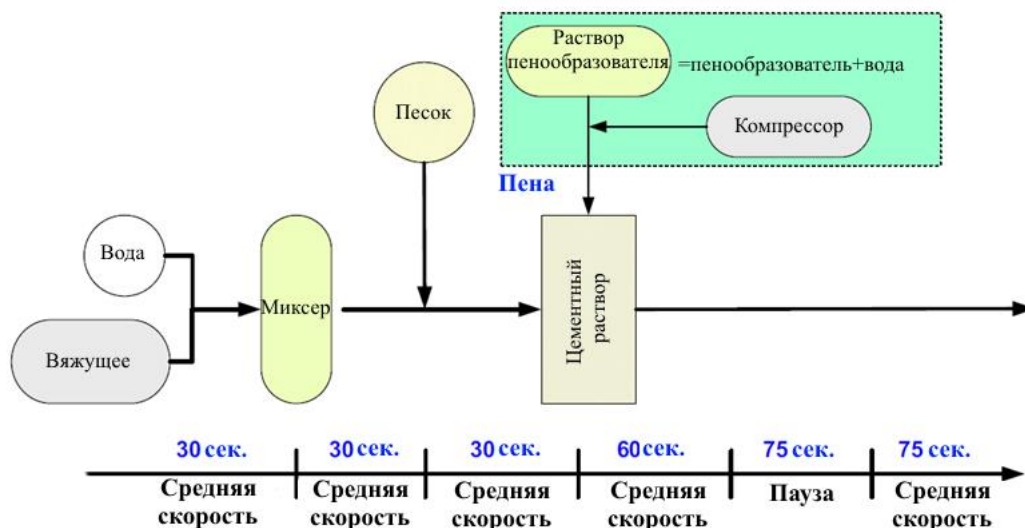 Раствор
пенообразователя
=пенообразователь+вода
Песок
Компрессор
Пена
Вода
Миксер
Цементный
раствор
Вяжущее
30 сек.
30 сек.
30 сек.
60 сек.
75 сек.
75 сек.
Средняя
скорость
Средняя
скорость
Средняя
скорость
Средняя
скорость
Пауза
Средняя
скорость